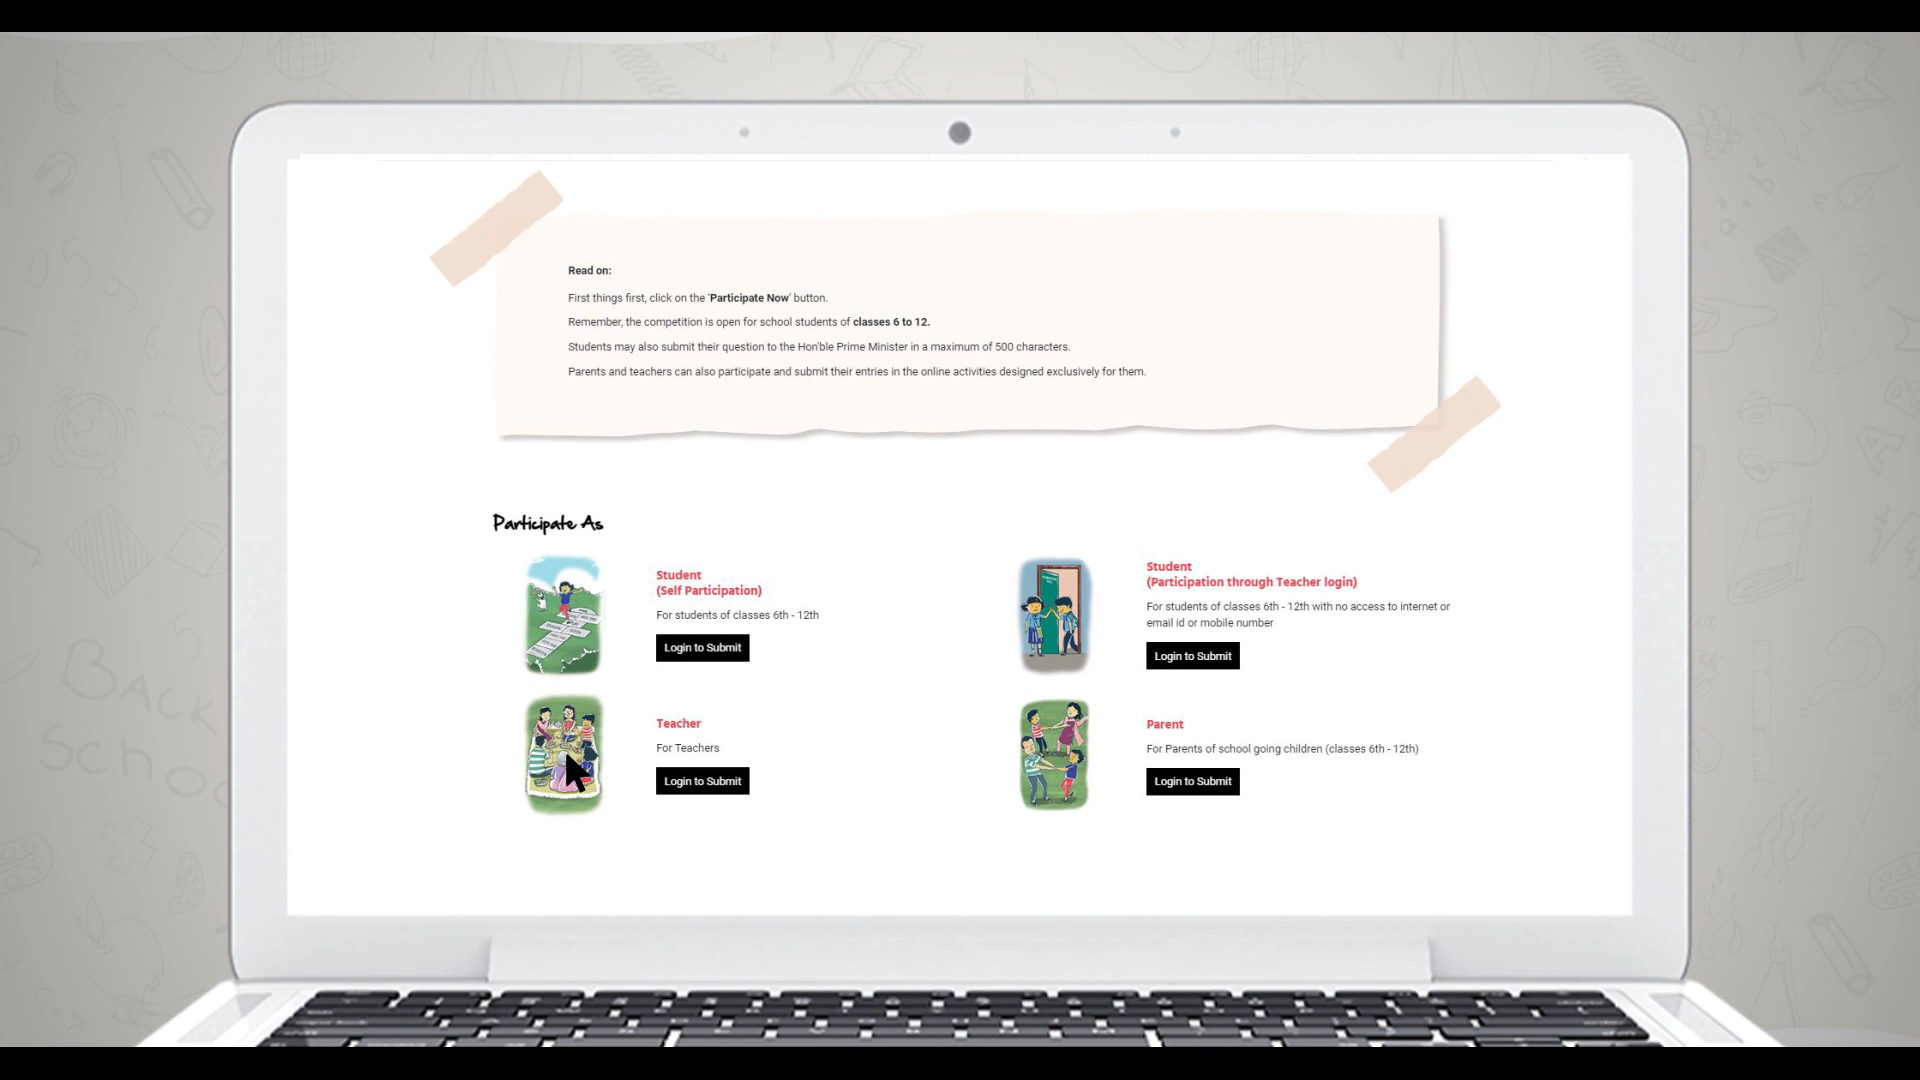 Read on:
First things first, click on the 'Participate Now' button.
Remember, the competition is open for school students of classes 6 to 12.
Students may also submit their question to the Hon'ble Prime Minister in a maximum of 500 characters.
Parents and teachers can also participate and submit their entries in the online activities designed exclusively for them.
Participate As
Student
(Self Participation)
For students of classes 6th - 12th
Login to Submit
Student
(Participation through Teacher login)
For students of classes 6th - 12th with no access to internet or
email id or mobile number
Login to Submit
Teacher
For Teachers
Login to Submit
Parent
For Parents of school going children (classes 6th - 12th)
Login to Submit
BACK
Schoo